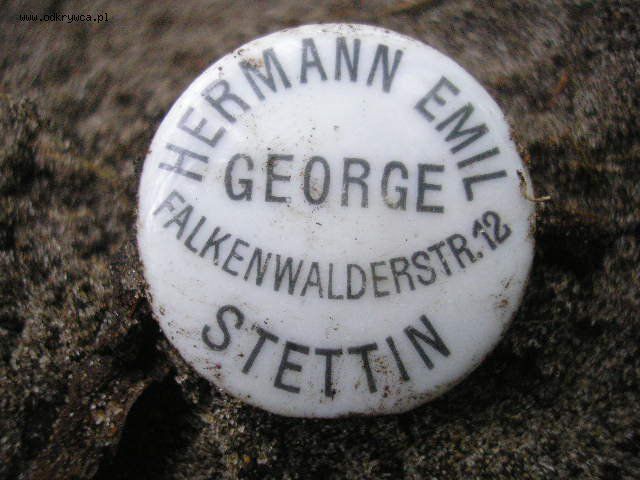 www.odkrywca.pl
HERMANN EMIL
GEORGE
FALKENWALDERSTR.12
STETTIN